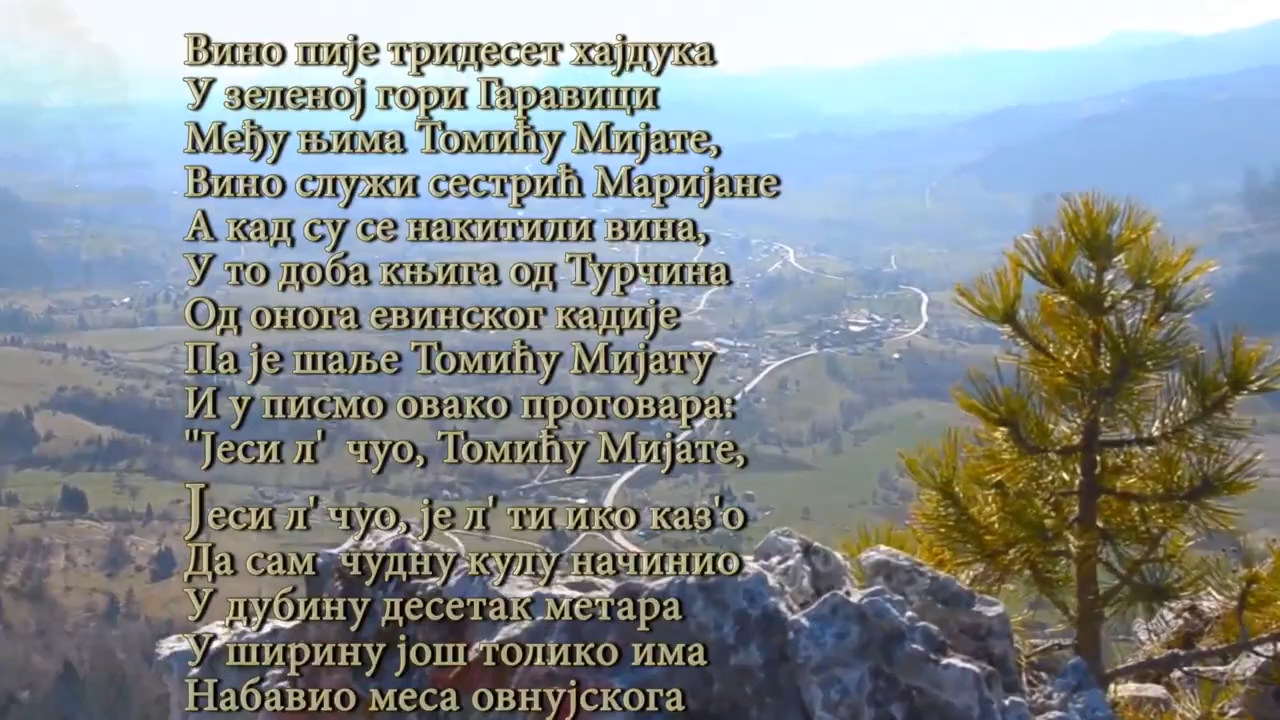 Вино пије тридесет хајдука
У зеленој гори Гаравици
Међу њима Томићу Мијате,
Вино служи сестрић Маријане
А кад су се накитили вина,
У то доба књига од Турчина
Од онога евинског кадије
Па је шаље Томићу Мијату
И у писмо овако проговара:
"Јеси л' чуо, Томићу Мијате,
Јеси л' чуо, је л' ти ико каз'о
Да сам чудну кулу начинио
У дубину десетак метара
У ширину још толико има
Набавио меса овнујскога